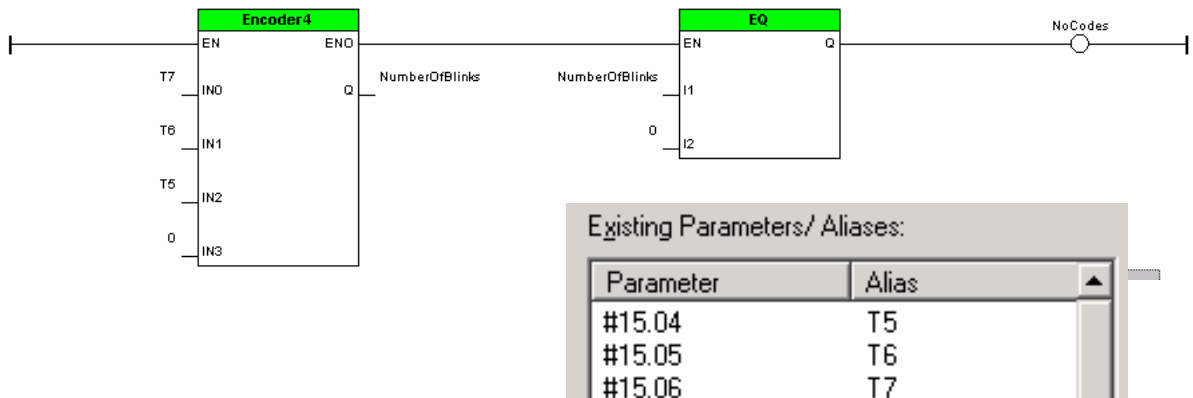 Encoder4
EQ
NoCodes
EN ENO
EN Q
T7
NumberOfBlinks
NumberOfBlinks
IN0 Q
I1
T6
0
IN1
I2
T5
IN2
0
IN3
Existing Parameters/ Aliases:
Parameter Alias
#15.04 T5
#15.05 T6
#15.06 T7